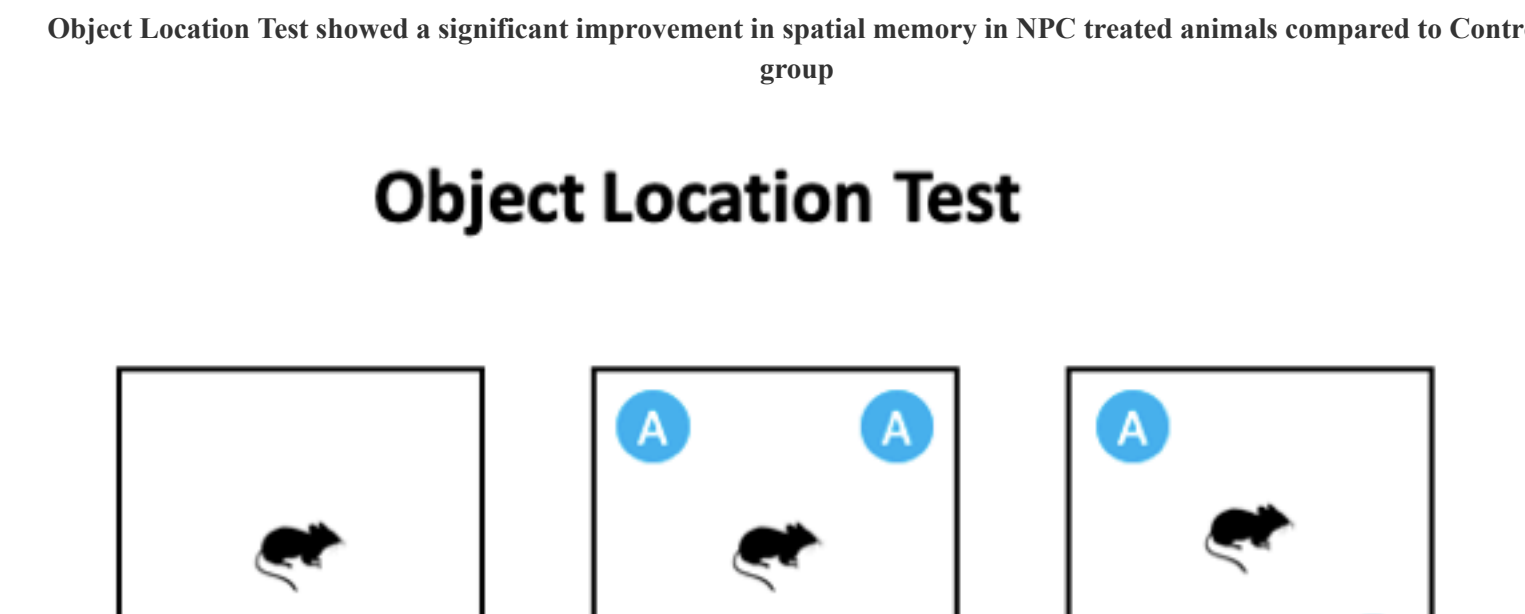 Object Location Test showed a significant improvement in spatial memory in NPC treated animals compared to Contr
group
Object Location Test
A A A